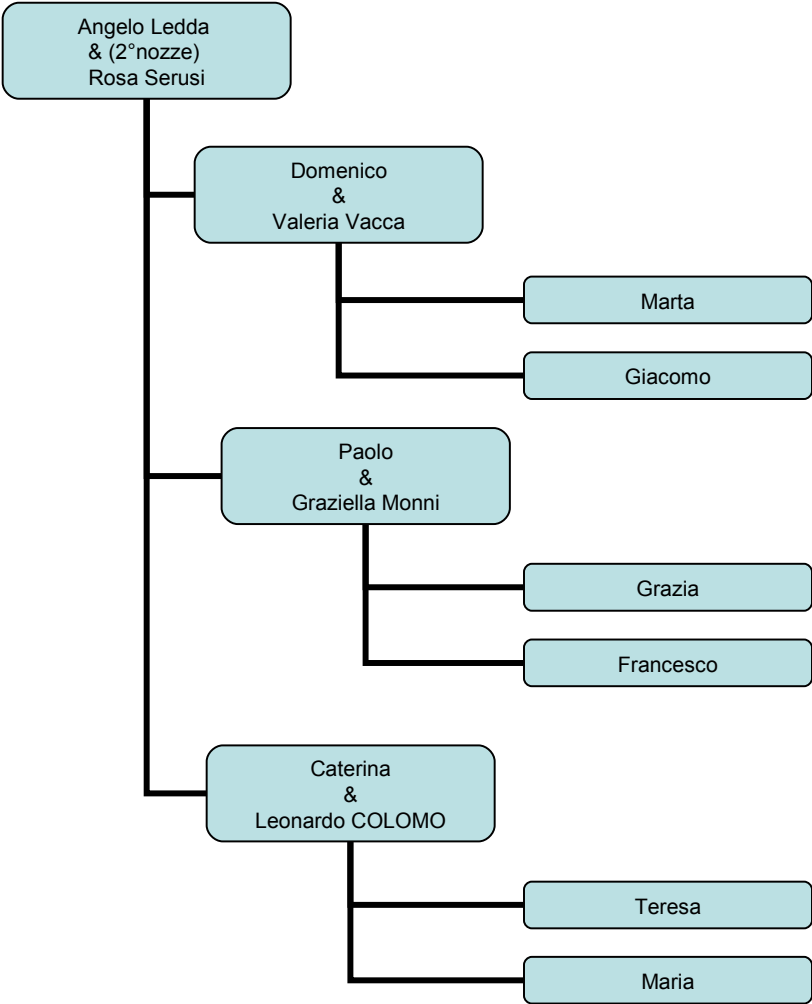 Angelo Ledda
& (2°nozze)
Rosa Serusi
Domenico
&
Valeria Vacca
Marta
Giacomo
Paolo
&
Graziella Monni
Grazia
Francesco
Caterina
&
Leonardo COLOMO
Teresa
Maria